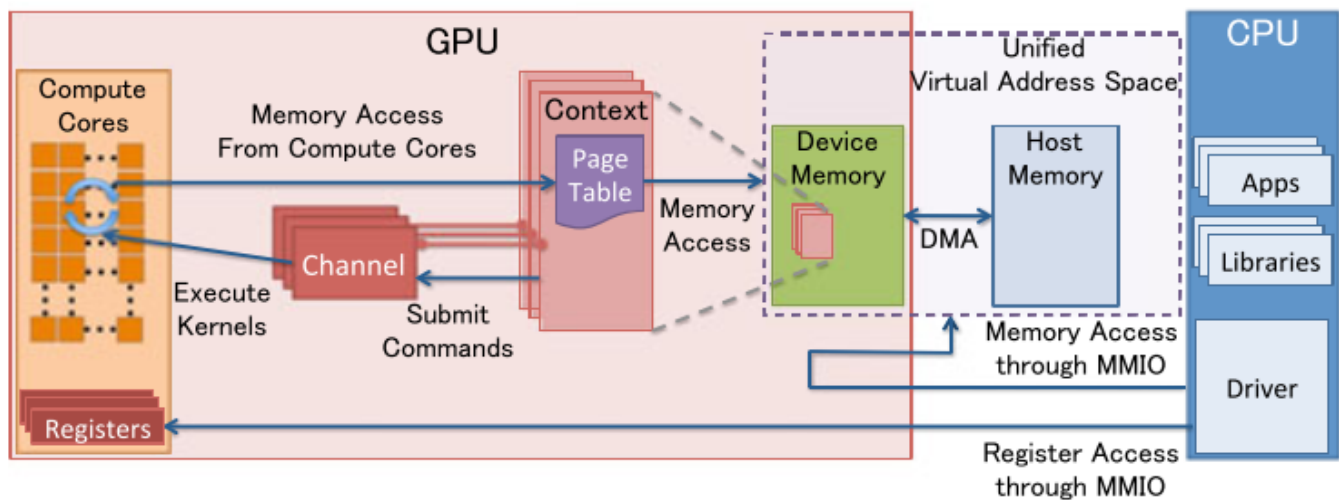 GPU
CPU
Unified
Virtual Address Space
Compute
Cores
Memory Access
From Compute Cores
Context
Page
Table
Memory
Access
Device
Memory
Host
Memory
DMA
Apps
Libraries
Channel
Execute
Kernels
Submit
Commands
Memory Access
through MMIO
Driver
Registers
Register Access
through MMIO